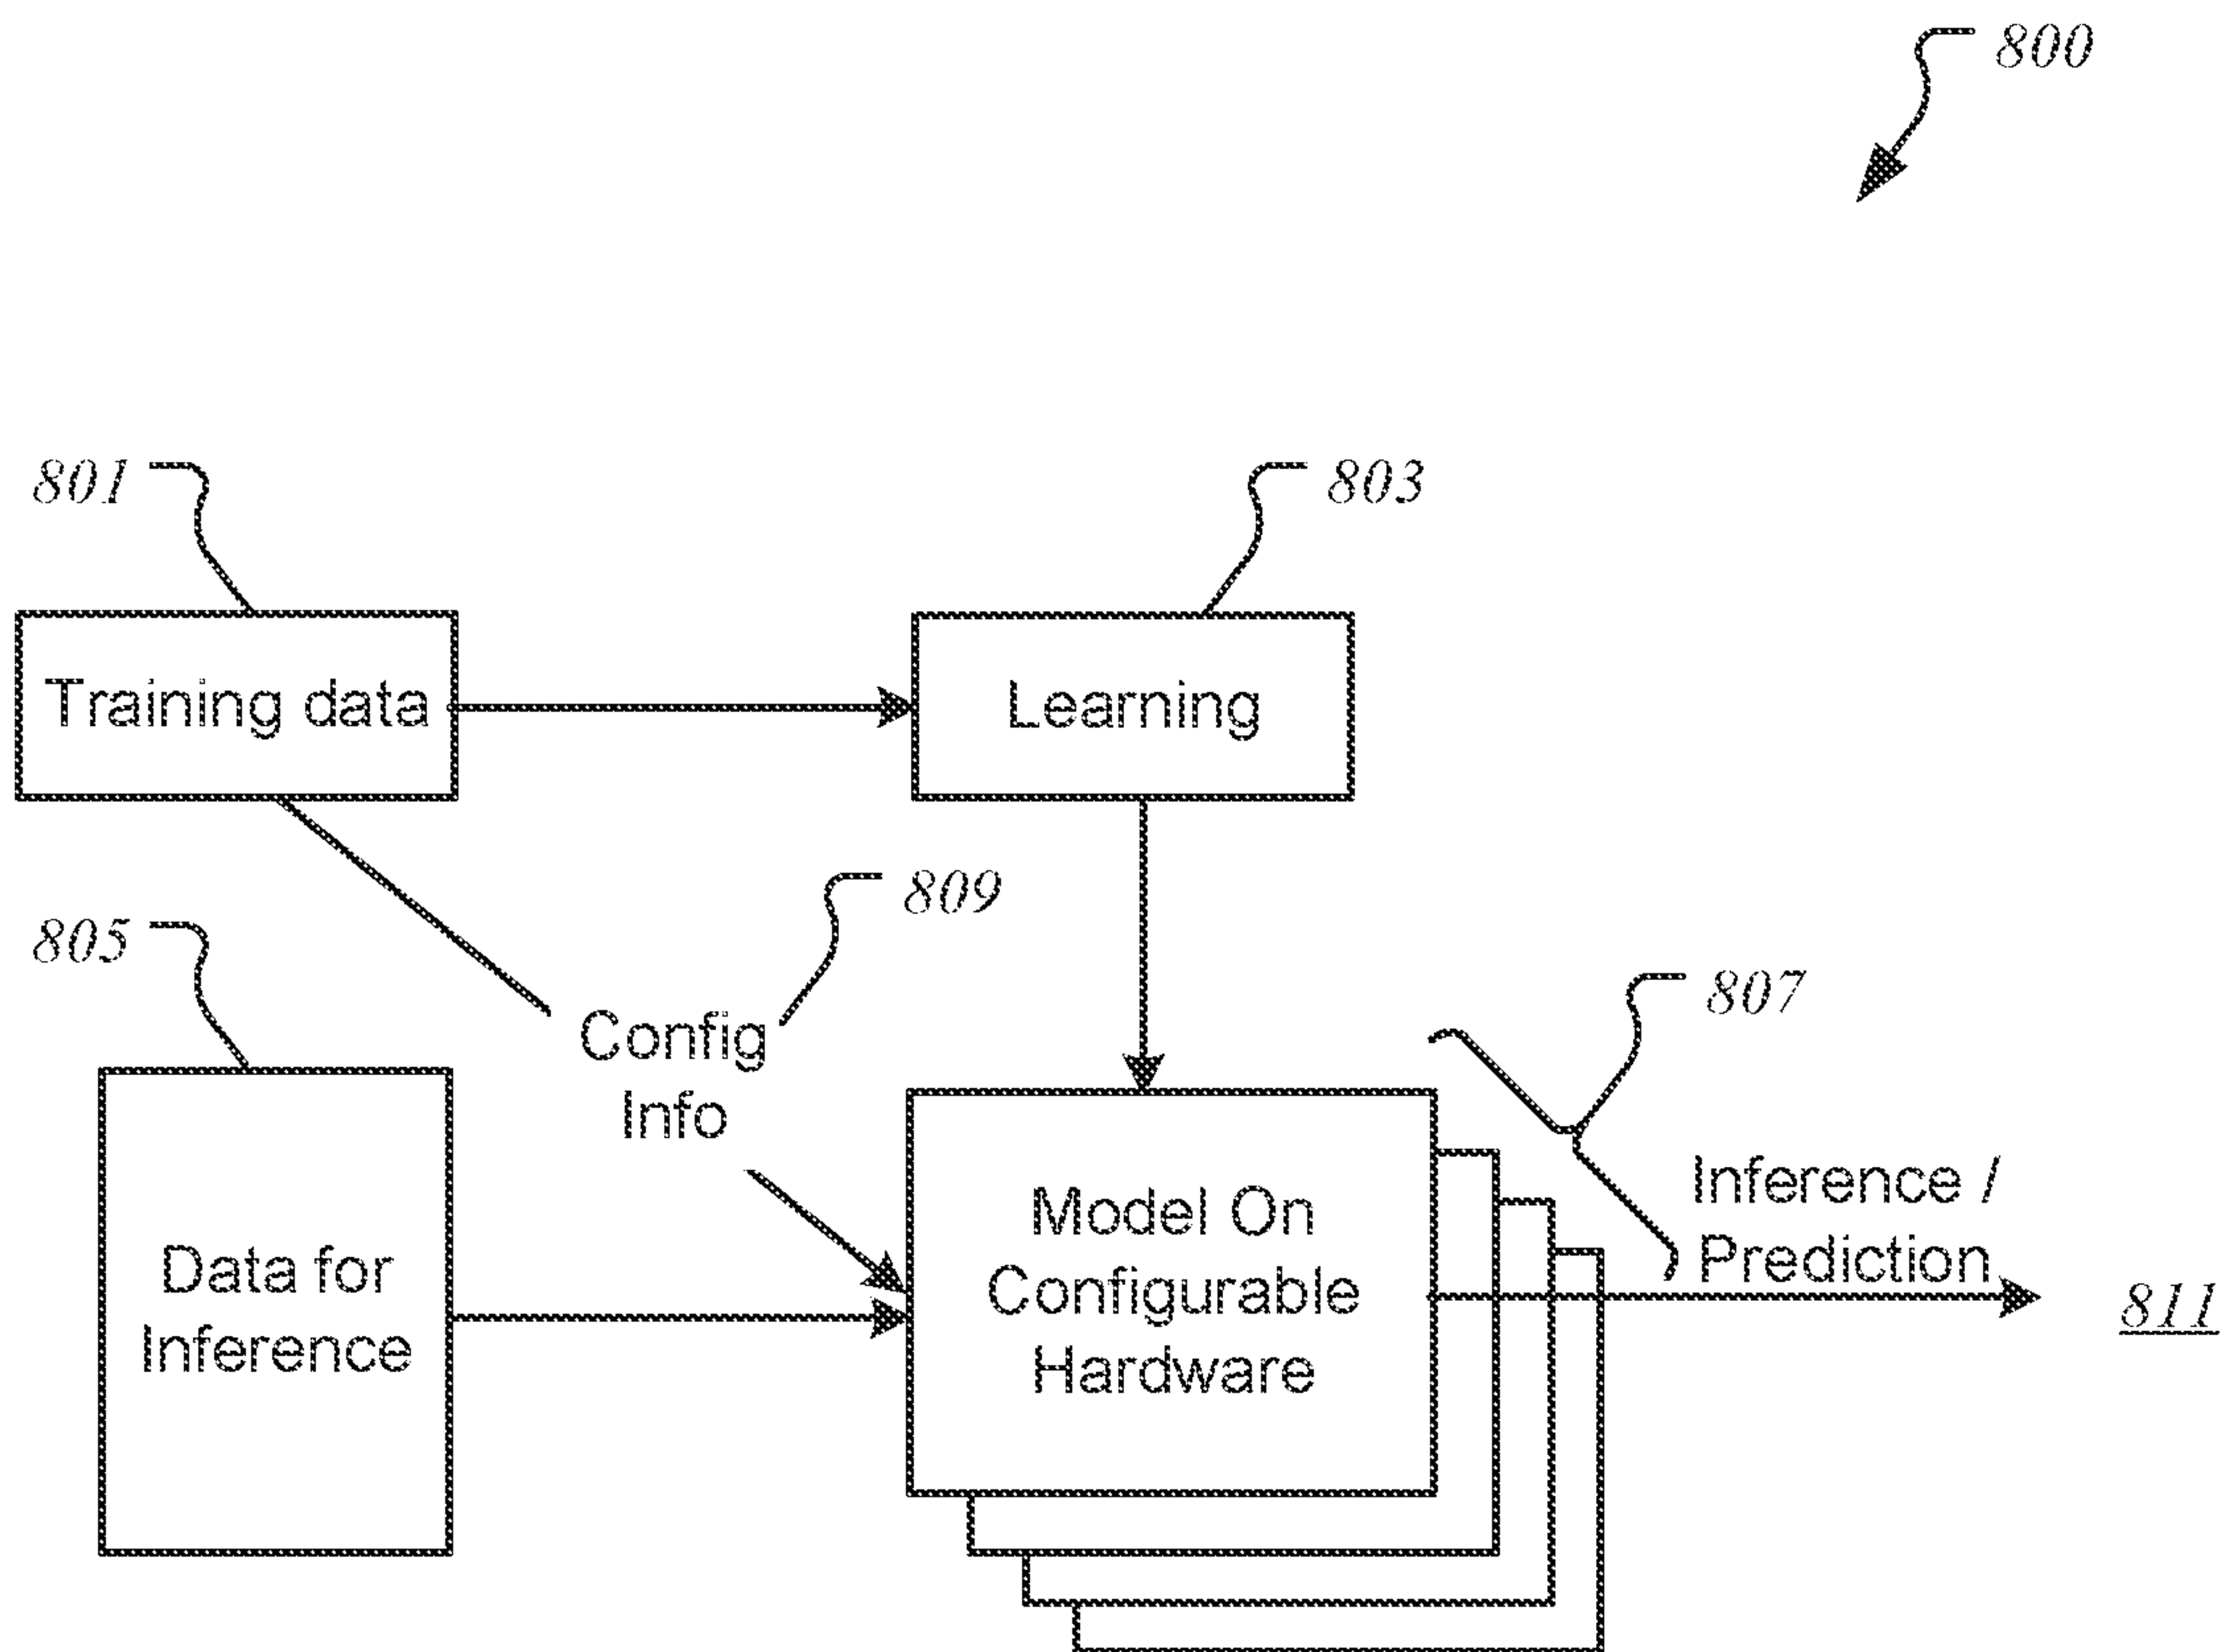 800
801
803
Training data
Learning
809
805
Config
Info
807
Data for
Inference
Model On
Configurable
Hardware
Inference /
Prediction
811